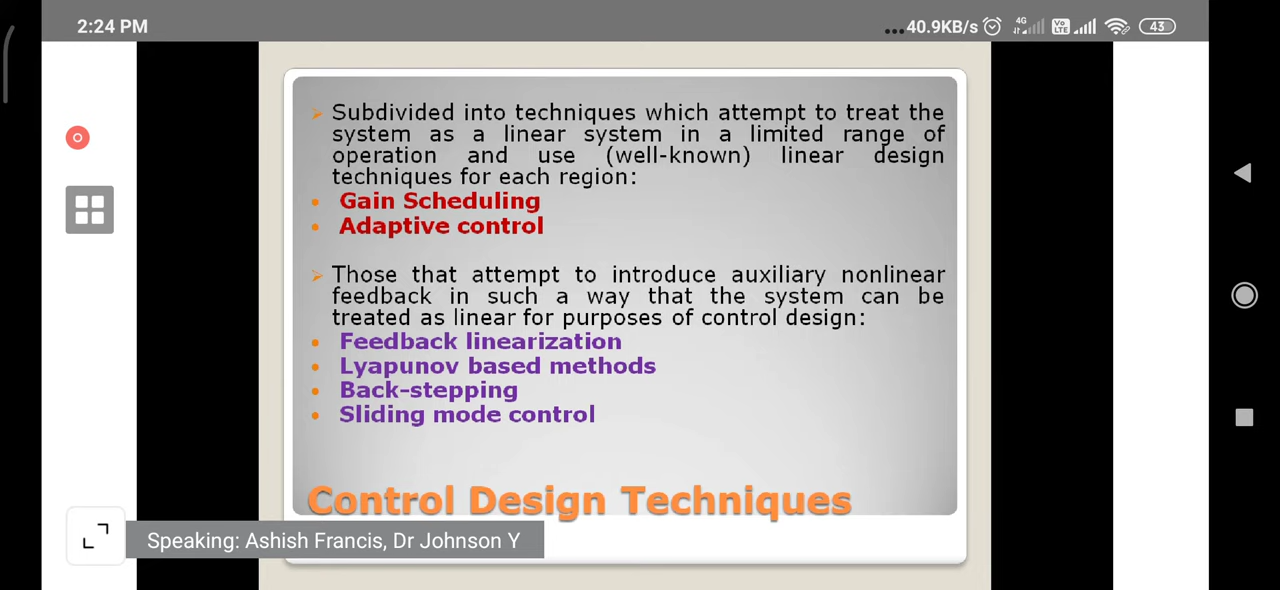 2:24 PM
...40.9KB/s 4G Vo LTE 43
Subdivided into techniques which attempt to treat the
system as a linear system in a limited range of
operation and use (well-known) linear design
techniques for each region:
Gain Scheduling
Adaptive control
Those that attempt to introduce auxiliary nonlinear
feedback in such a way that the system can be
treated as linear for purposes of control design:
Feedback linearization
Lyapunov based methods
Back-stepping
Sliding mode control
Control Design Techniques
Speaking: Ashish Francis, Dr Johnson Y